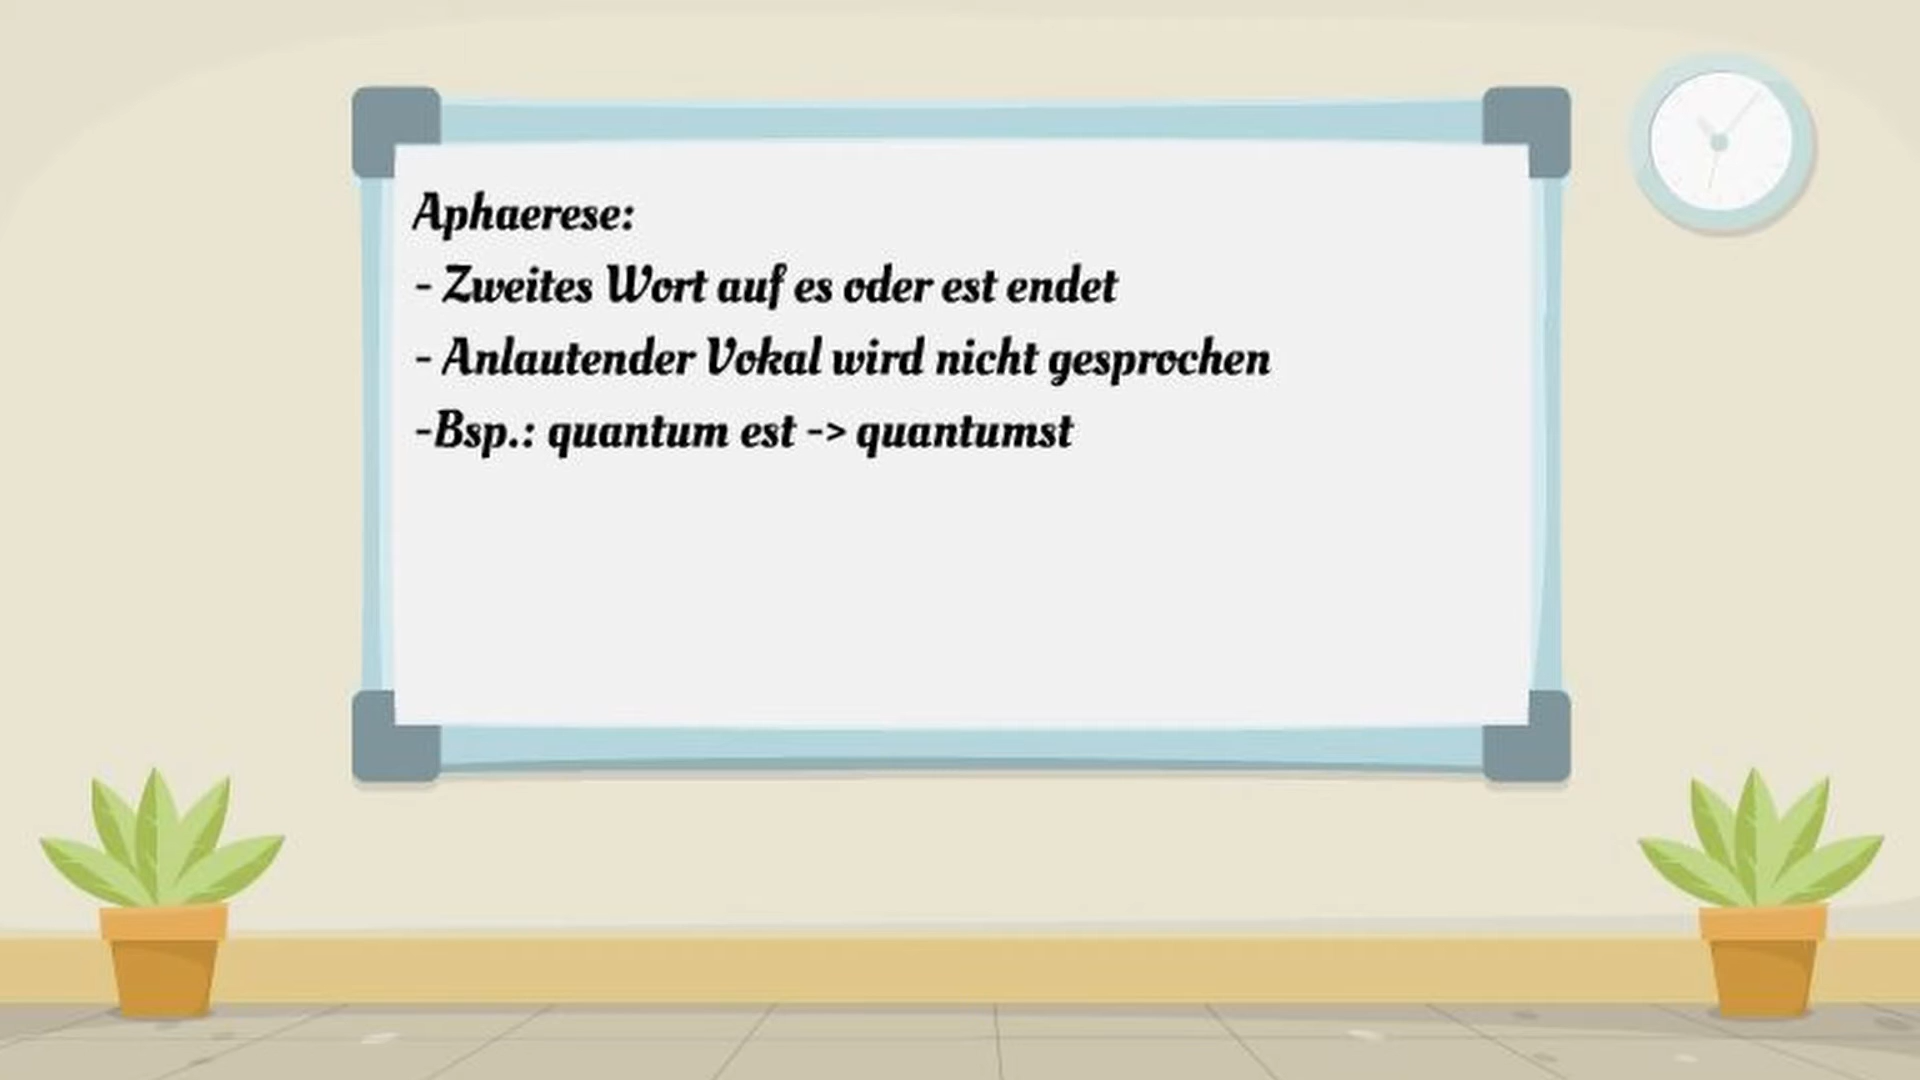 Aphaerese:
- Zweites Wort auf es oder est endet
- Anlautender Vokal wird nicht gesprochen
-Bsp.: quantum est -> quantumst